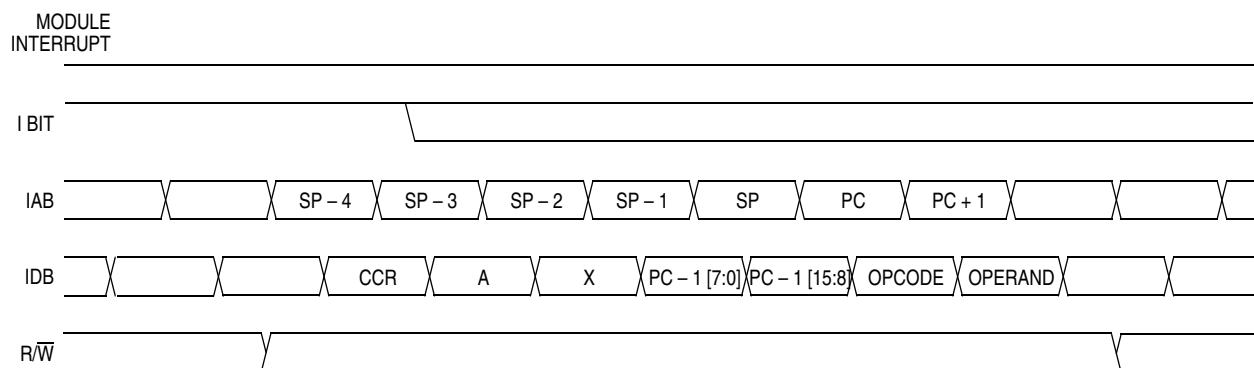 MODULE
INTERRUPT
I BIT
IAB SP – 4 SP – 3 SP – 2 SP – 1 SP PC PC + 1
IDB CCR A X PC – 1 [7:0] PC – 1 [15:8] OPCODE OPERAND
R/W̅